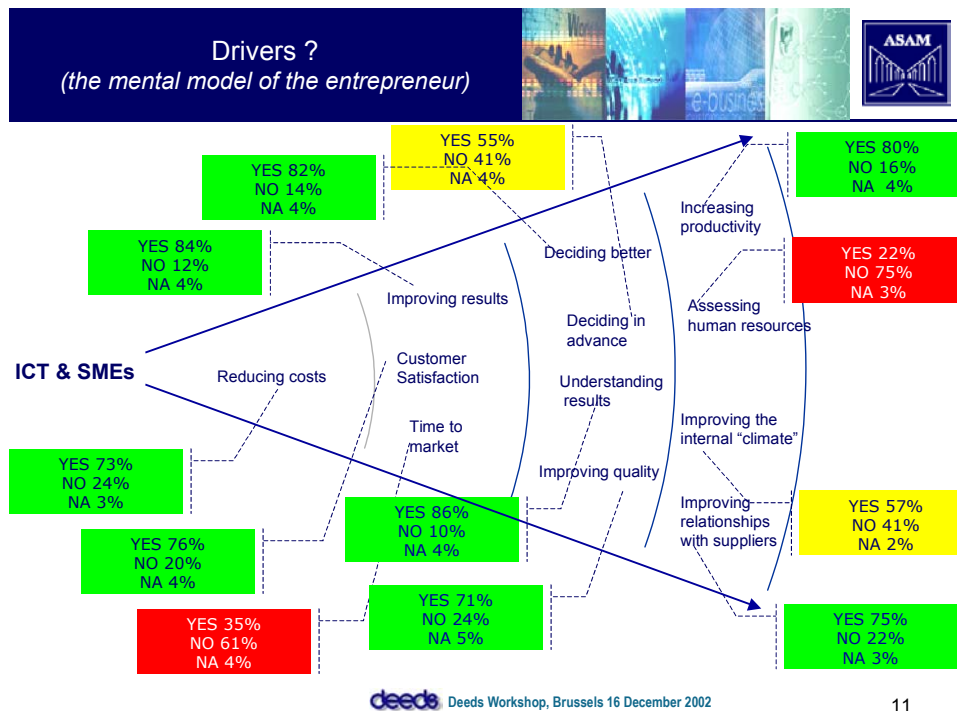 Drivers ?
(the mental model of the entrepreneur)
Work
e-busines
ASAM
YES 55%
NO 41%
NA 4%
YES 82%
NO 14%
NA 4%
YES 80%
NO 16%
NA 4%
YES 84%
NO 12%
NA 4%
Increasing
productivity
Deciding better
YES 22%
NO 75%
NA 3%
Improving results
Assessing
human resources
Deciding in
advance
ICT & SMEs
Reducing costs
Customer
Satisfaction
Understanding
results
Time to
market
Improving the
internal “climate”
Improving quality
YES 73%
NO 24%
NA 3%
YES 86%
NO 10%
NA 4%
Improving
relationships
with suppliers
YES 57%
NO 41%
NA 2%
YES 76%
NO 20%
NA 4%
YES 71%
NO 24%
NA 5%
YES 35%
NO 61%
NA 4%
YES 75%
NO 22%
NA 3%
deeds Deeds Workshop, Brussels 16 December 2002
11